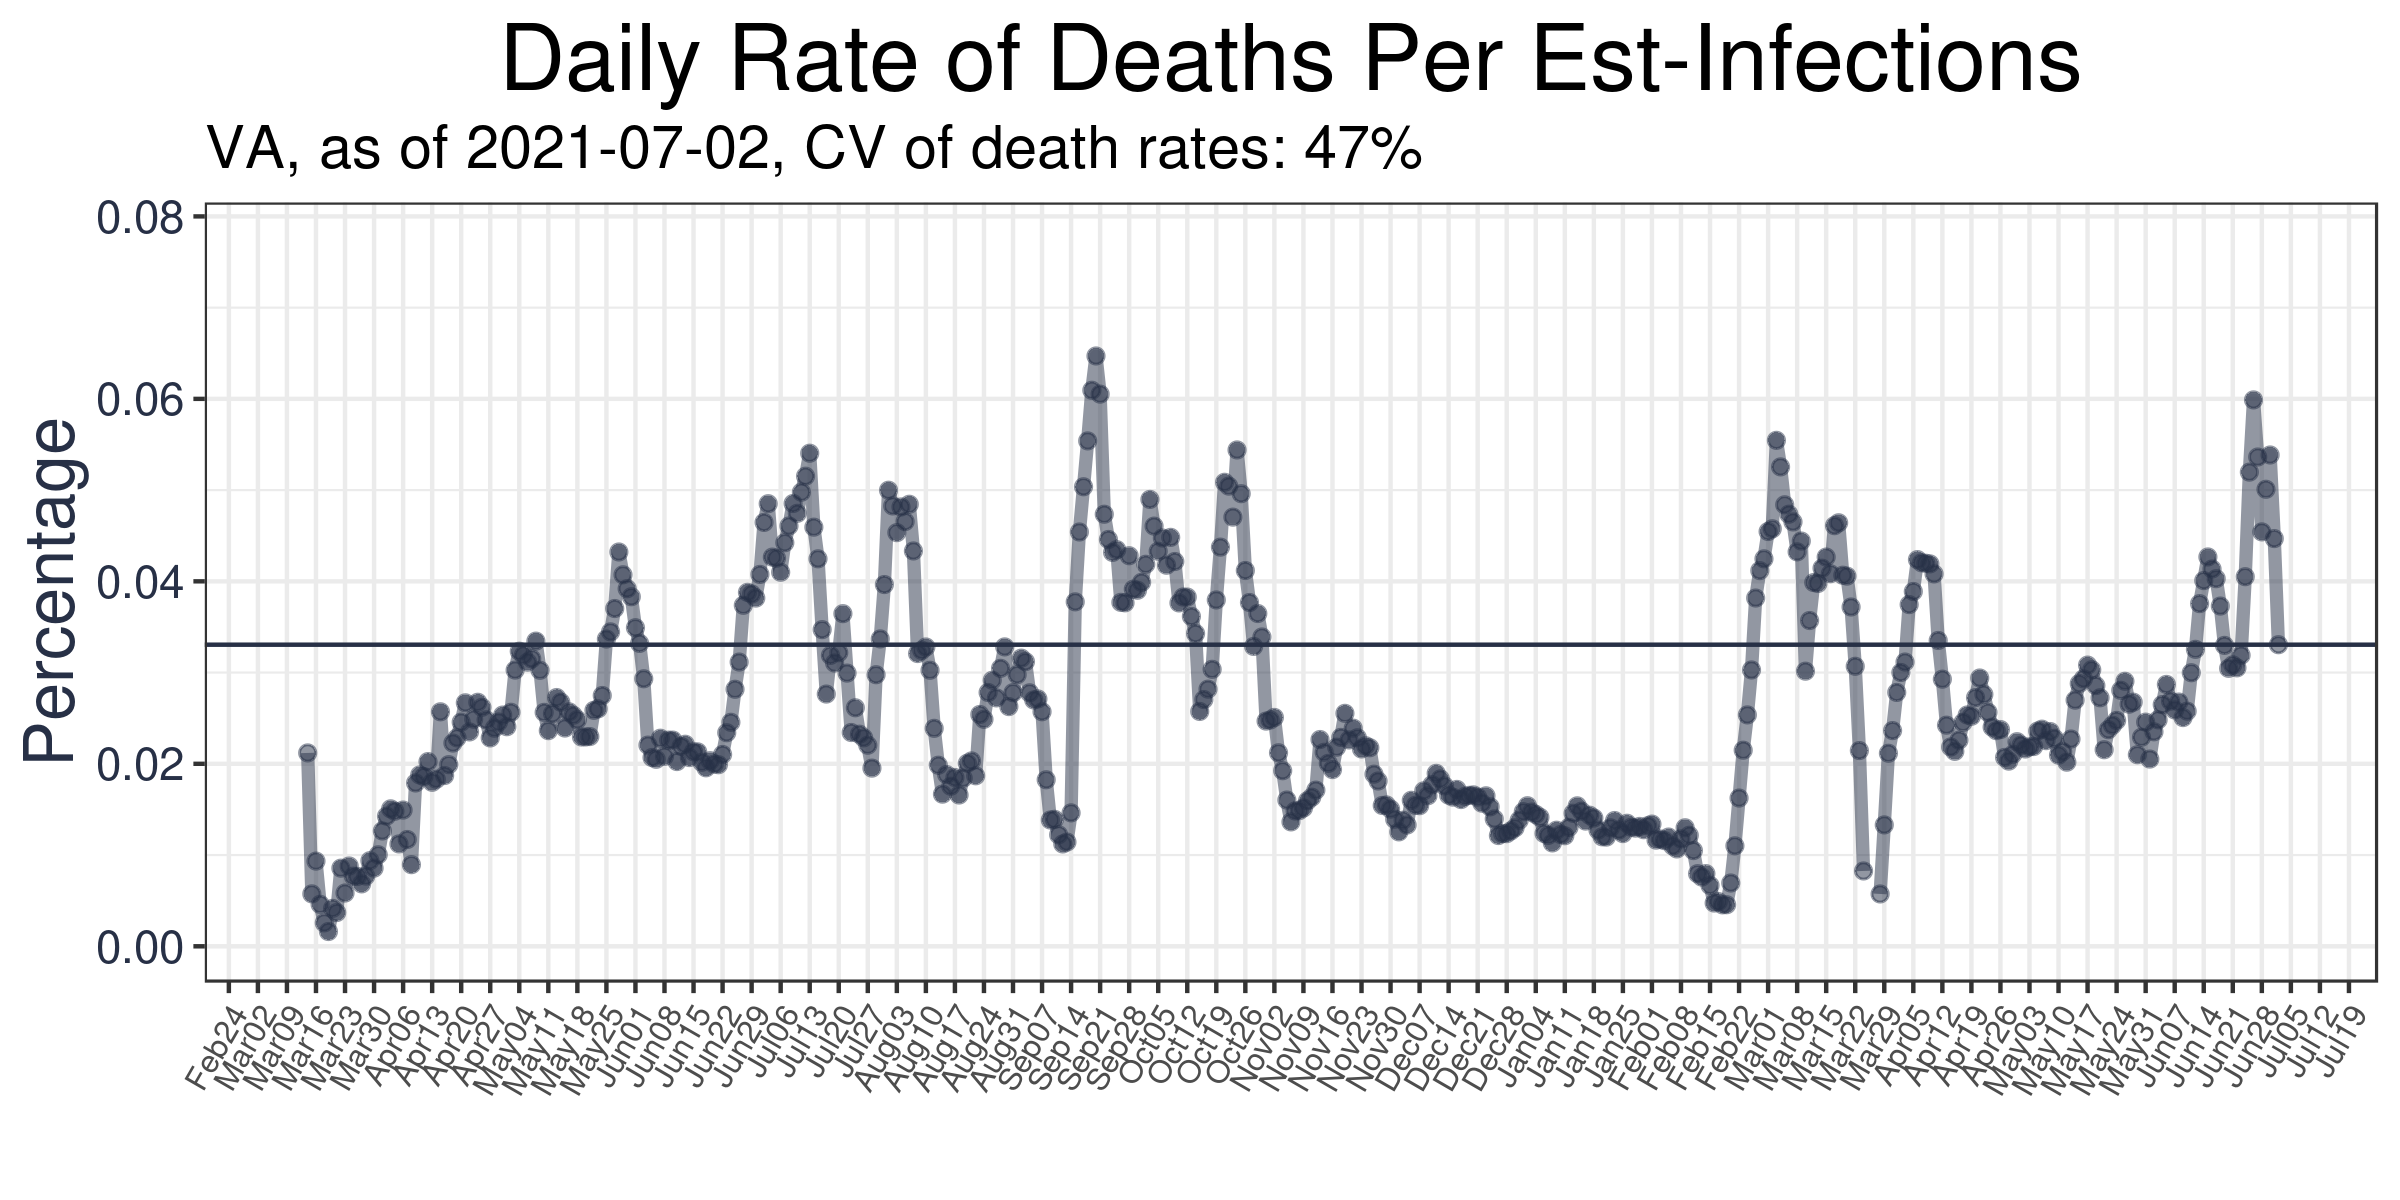 Daily Rate of Deaths Per Est-Infections
VA, as of 2021-07-02, CV of death rates: 47%
Percentage
0.08
0.06
0.04
0.02
0.00
Feb24
Mar02
Mar09
Mar16
Mar23
Mar30
Apr06
Apr13
Apr20
Apr27
May04
May11
May18
May25
Jun01
Jun08
Jun15
Jun22
Jun29
Jul06
Jul13
Jul20
Jul27
Aug03
Aug10
Aug17
Aug24
Aug31
Sep07
Sep14
Sep21
Sep28
Oct05
Oct12
Oct19
Oct26
Nov02
Nov09
Nov16
Nov23
Nov30
Dec07
Dec14
Dec21
Dec28
Jan04
Jan11
Jan18
Jan25
Feb01
Feb08
Feb15
Feb22
Mar01
Mar08
Mar15
Mar22
Mar29
Apr05
Apr12
Apr19
Apr26
May03
May10
May17
May24
May31
Jun07
Jun14
Jun21
Jun28
Jul05
Jul12
Jul19